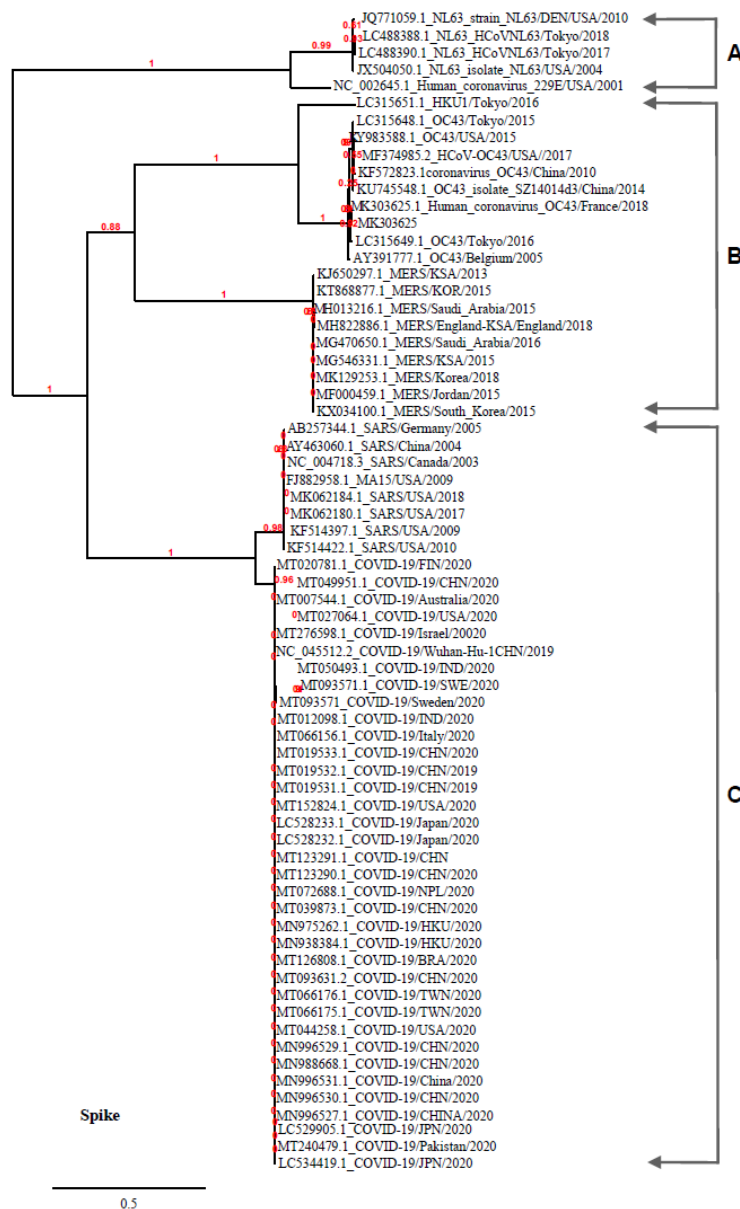 0.51
JQ771059.1_NL63_strain_NL63/DEN/USA/2010
LC488388.1_NL63_HCoVNL63/Tokyo/2018
LC488390.1_NL63_HCoVNL63/Tokyo/2017
0.99
JX504050.1_NL63_isolate_NL63/USA/2004
A
1
NC_002645.1_Human_coronavirus_229E/USA/2001
LC315651.1_HKU1/Tokyo/2016
LC315648.1_OC43/Tokyo/2015
KY983588.1_OC43/USA/2015
MF374985.2_HCoV-OC43/USA//2017
1
KF572823.1coronavirus_OC43/China/2010
KU745548.1_OC43_isolate_SZ14014d3/China/2014
MK303625.1_Human_coronavirus_OC43/France/2018
1
MK303625
0.88
LC315649.1_OC43/Tokyo/2016
B
AY391777.1_OC43/Belgium/2005
KJ650297.1_MERS/KSA/2013
KT868877.1_MERS/KOR/2015
1
MH013216.1_MERS/Saudi_Arabia/2015
MH822886.1_MERS/England-KSA/England/2018
MG470650.1_MERS/Saudi_Arabia/2016
MG546331.1_MERS/KSA/2015
MK129253.1_MERS/Korea/2018
1
MF000459.1_MERS/Jordan/2015
KX034100.1_MERS/South_Korea/2015
AB257344.1_SARS/Germany/2005
AY463060.1_SARS/China/2004
NC_004718.3_SARS/Canada/2003
FJ882958.1_MA15/USA/2009
0 MK062184.1_SARS/USA/2018
0 MK062180.1_SARS/USA/2017
0.98
KF514397.1_SARS/USA/2009
KF514422.1_SARS/USA/2010
1
MT020781.1_COVID-19/FIN/2020
0.96 MT049951.1_COVID-19/CHN/2020
MT007544.1_COVID-19/Australia/2020
MT027064.1_COVID-19/USA/2020
MT276598.1_COVID-19/Israel/20020
NC_045512.2_COVID-19/Wuhan-Hu-1CHN/2019
MT050493.1_COVID-19/IND/2020
MT093571.1_COVID-19/SWE/2020
MT093571_COVID-19/Sweden/2020
MT012098.1_COVID-19/IND/2020
MT066156.1_COVID-19/Italy/2020
MT019533.1_COVID-19/CHN/2020
MT019532.1_COVID-19/CHN/2019
MT019531.1_COVID-19/CHN/2019
C
MT152824.1_COVID-19/USA/2020
LC528233.1_COVID-19/Japan/2020
LC528232.1_COVID-19/Japan/2020
MT123291.1_COVID-19/CHN
MT123290.1_COVID-19/CHN/2020
MT072688.1_COVID-19/NPL/2020
MT039873.1_COVID-19/CHN/2020
MN975262.1_COVID-19/HKU/2020
MN938384.1_COVID-19/HKU/2020
MT126808.1_COVID-19/BRA/2020
MT093631.2_COVID-19/CHN/2020
MT066176.1_COVID-19/TWN/2020
MT066175.1_COVID-19/TWN/2020
MT044258.1_COVID-19/USA/2020
MN996529.1_COVID-19/CHN/2020
MN988668.1_COVID-19/CHN/2020
MN996531.1_COVID-19/China/2020
MN996530.1_COVID-19/CHN/2020
MN996527.1_COVID-19/CHINA/2020
Spike
LC529905.1_COVID-19/JPN/2020
MT240479.1_COVID-19/Pakistan/2020
LC534419.1_COVID-19/JPN/2020
0.5